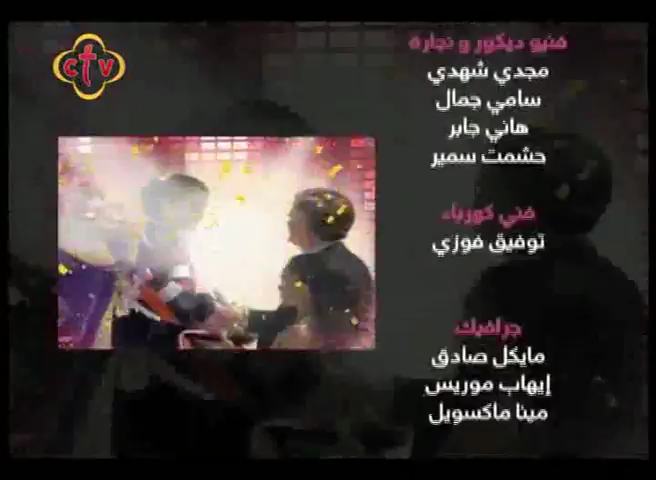 CTV
فنيو ديكور و نجارة
مجدي شهدي
سامي جمال
هاني جابر
حشمت سمير
فني كهرباء
توفيق فوزي
جرافيك
مايكل صادق
إيهاب موريس
مينا ماكسويل